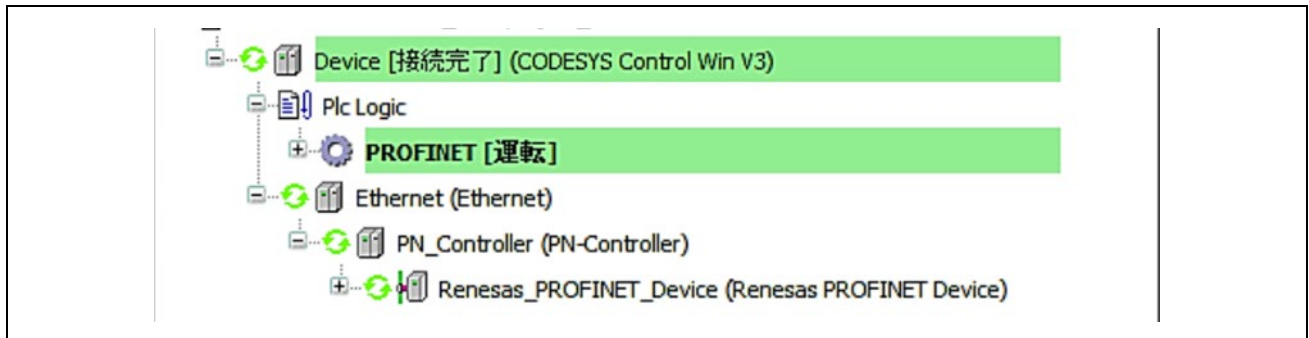 Device [接続完了] (CODESYS Control Win V3)
Plc Logic
PROFINET [運転]
Ethernet (Ethernet)
PN_Controller (PN-Controller)
Renesas_PROFINET_Device (Renesas PROFINET Device)